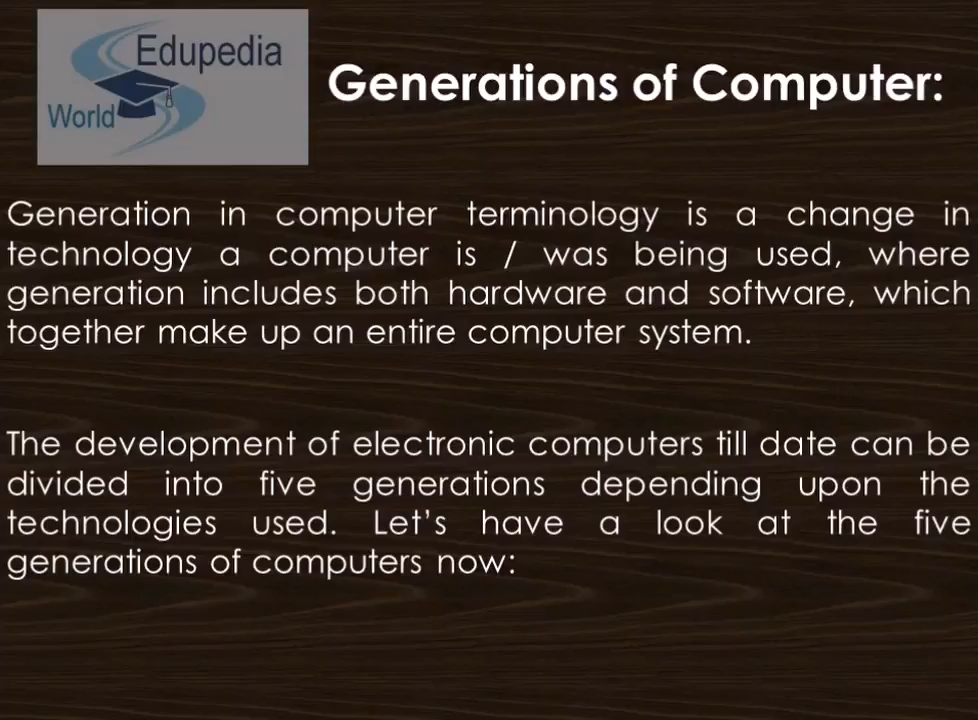 Edupedia
World
Generations of Computer:
Generation in computer terminology is a change in
technology a computer is / was being used, where
generation includes both hardware and software, which
together make up an entire computer system.
The development of electronic computers till date can be
divided into five generations depending upon the
technologies used. Let’s have a look at the five
generations of computers now: